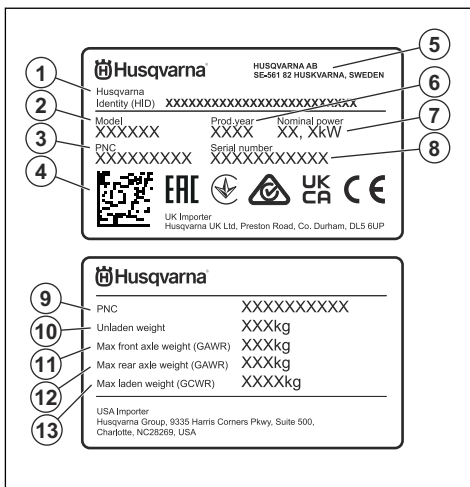 Husqvarna
HUSQVARNA AB
SE-561 82 HUSKVARNA, SWEDEN
5
1
Husqvarna
Identity (HID) XXXXXXXXXXXXXXXXXXXXXXXXX
6
2
Model Prod.year Nominal power
XXXXXX XXXX XX, XkW
7
3
PNC Serial number
XXXXXXXXX XXXXXXXXXXX
8
4
EAC UK CA CE
UK Importer
Husqvarna UK Ltd, Preston Road, Co. Durham, DL5 6UP
Husqvarna
9
PNC XXXXXXXXXX
10
Unladen weight XXXkg
11
Max front axle weight (GAWR) XXXkg
12
Max rear axle weight (GAWR) XXXkg
13
Max laden weight (GCWR) XXXXkg
USA Importer
Husqvarna Group, 9335 Harris Corners Pkwy, Suite 500,
Charlotte, NC28269, USA